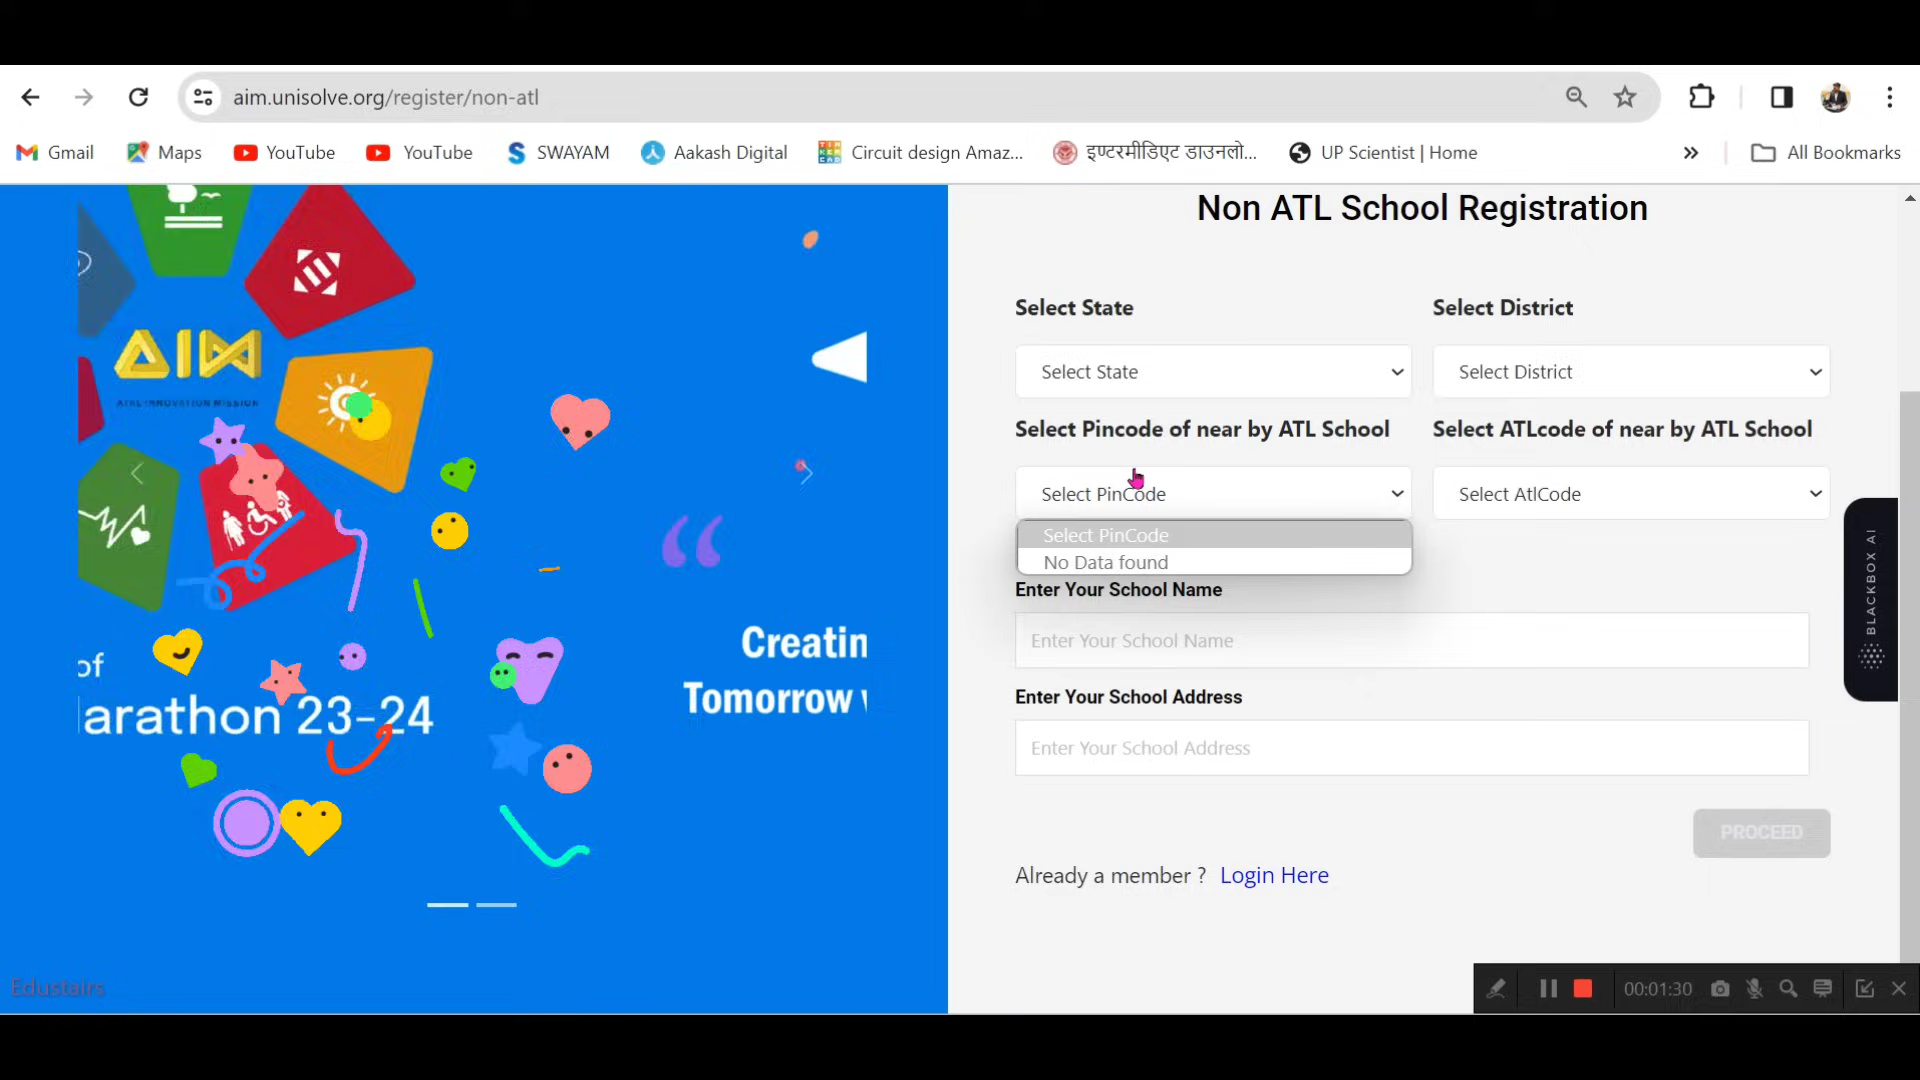 aim.unisolve.org/register/non-atl
Gmail
Maps
YouTube
YouTube
SWAYAM
Aakash Digital
Circuit design Amaz...
इण्टरमीडिएट डाउनलो...
UP Scientist | Home
All Bookmarks
AIM
ATAL INNOVATION MISSION
of
arathon 23-24
“
Creatin
Tomorrow
Edustairs
Non ATL School Registration
Select State
Select District
Select State
Select District
Select Pincode of near by ATL School
Select ATLcode of near by ATL School
Select PinCode
Select AtlCode
Select PinCode
No Data found
Enter Your School Name
Enter Your School Name
Enter Your School Address
Enter Your School Address
PROCEED
Already a member ? Login Here
BLACKBOX AI
00:01:30